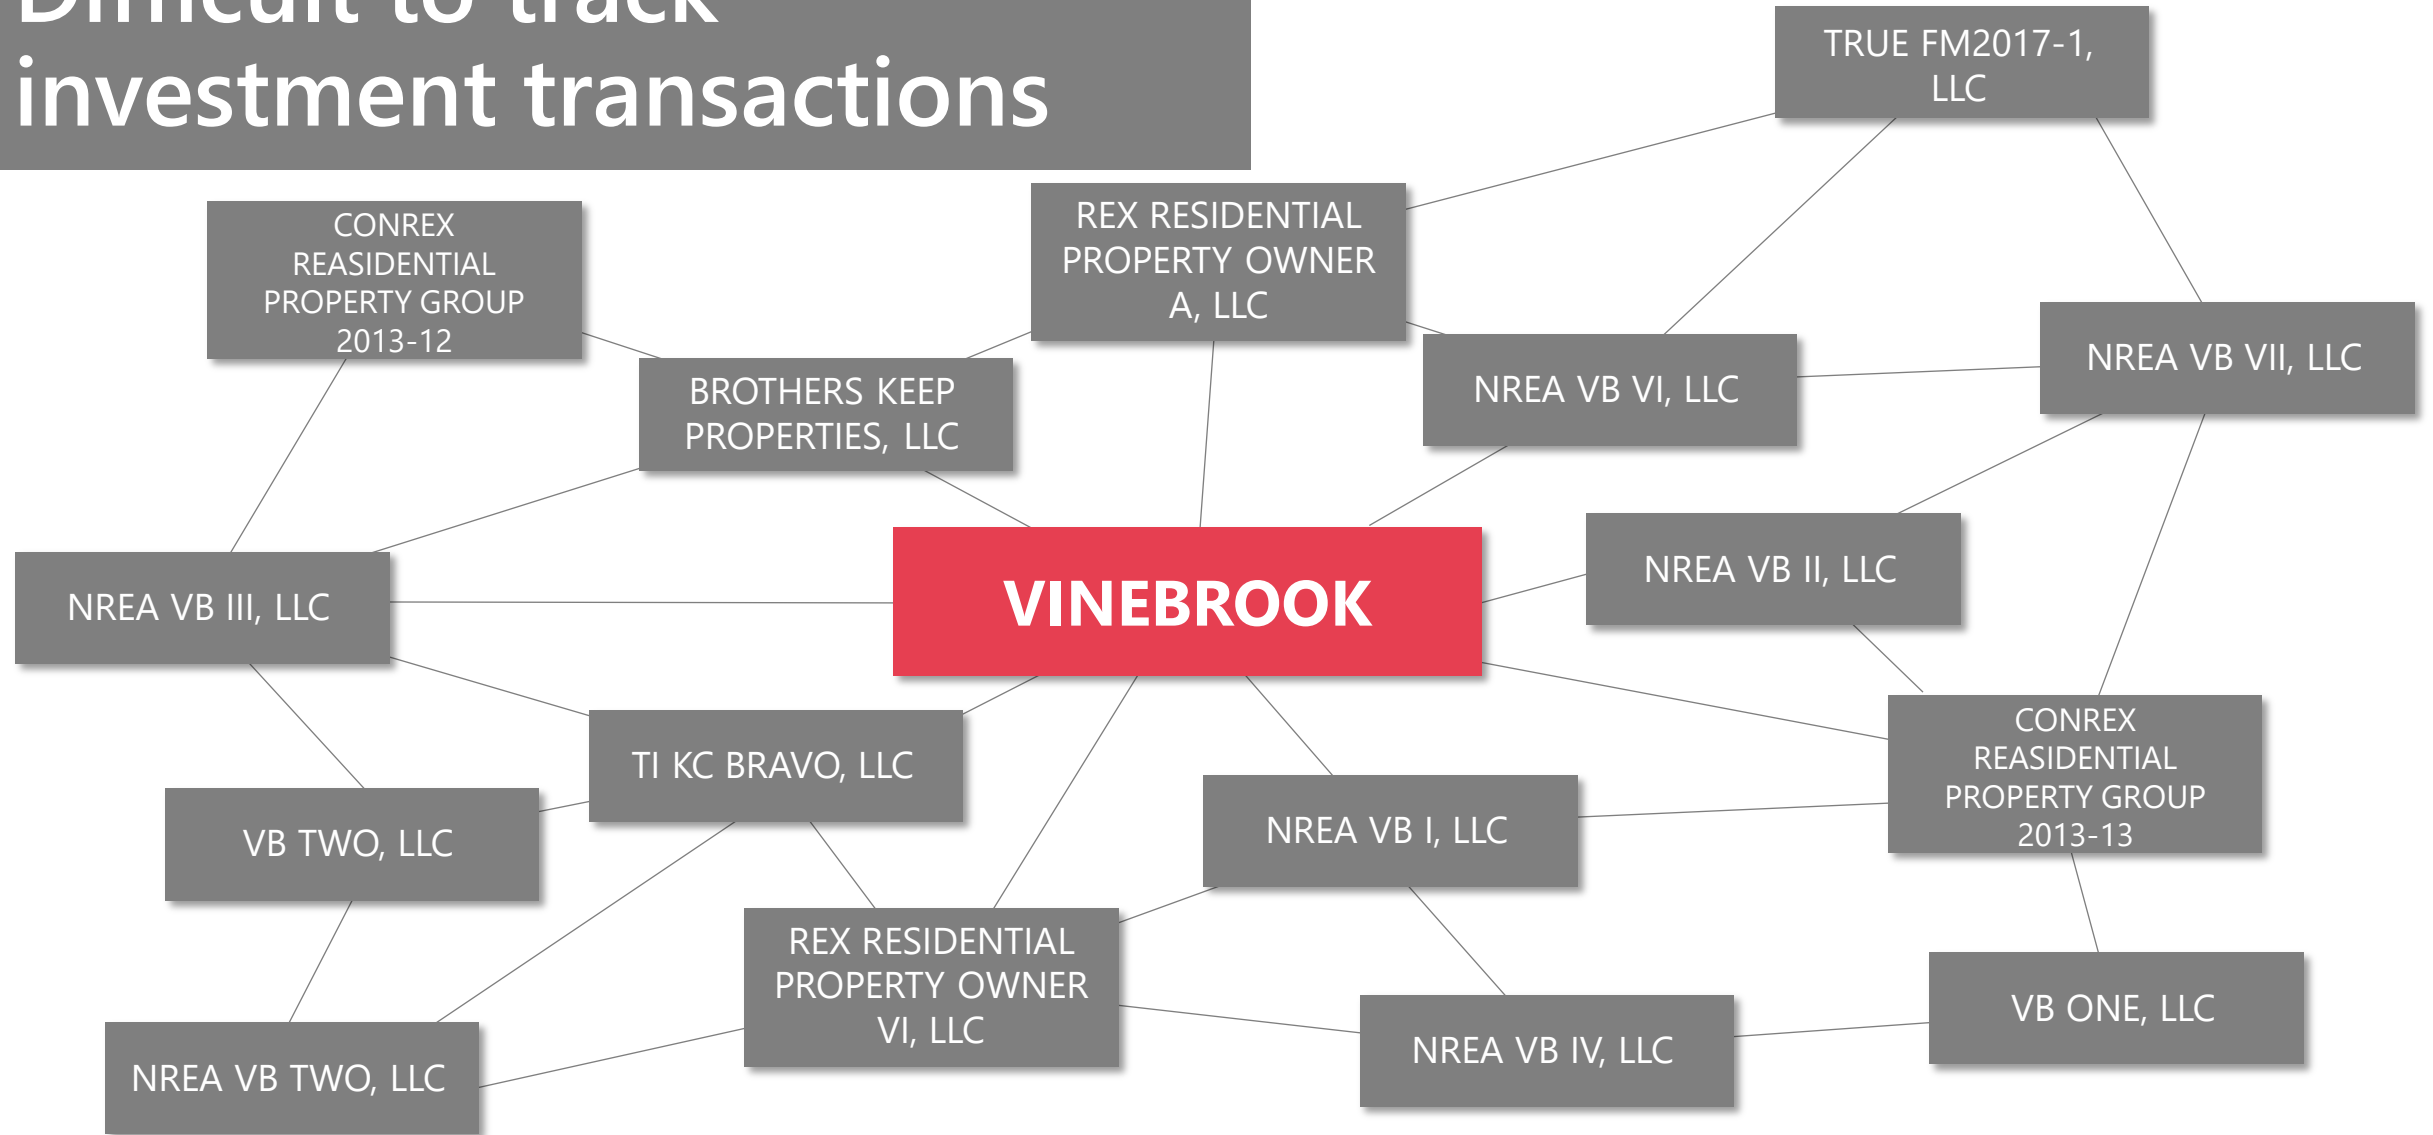 Difficult to track
investment transactions
TRUE FM2017-1,
LLC
CONREX
REASIDENTIAL
PROPERTY GROUP
2013-12
REX RESIDENTIAL
PROPERTY OWNER
A, LLC
BROTHERS KEEP
PROPERTIES, LLC
NREA VB VI, LLC
NREA VB VII, LLC
NREA VB III, LLC
VINEBROOK
NREA VB II, LLC
TI KC BRAVO, LLC
CONREX
REASIDENTIAL
PROPERTY GROUP
2013-13
VB TWO, LLC
NREA VB I, LLC
REX RESIDENTIAL
PROPERTY OWNER
VI, LLC
NREA VB TWO, LLC
NREA VB IV, LLC
VB ONE, LLC